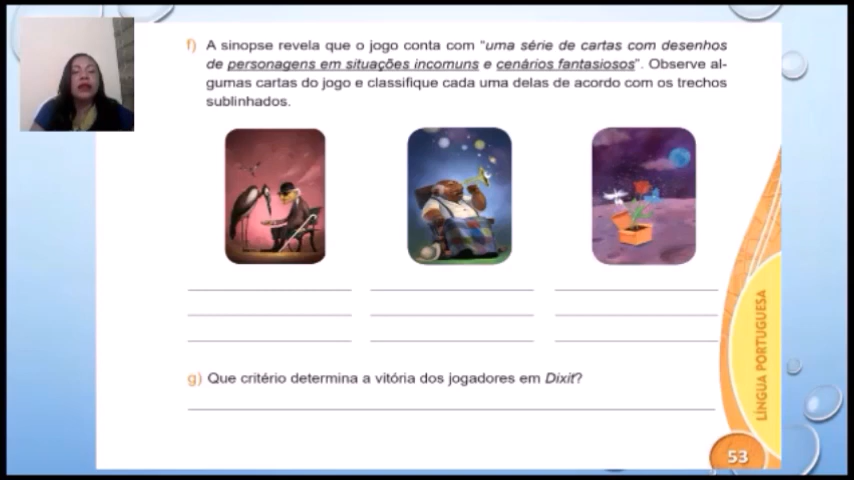 f) A sinopse revela que o jogo conta com "uma série de cartas com desenhos
de personagens em situações incomuns e cenários fantasiosos". Observe al-
gumas cartas do jogo e classifique cada uma delas de acordo com os trechos
sublinhados.
g) Que critério determina a vitória dos jogadores em Dixit?
LÍNGUA PORTUGUESA
53